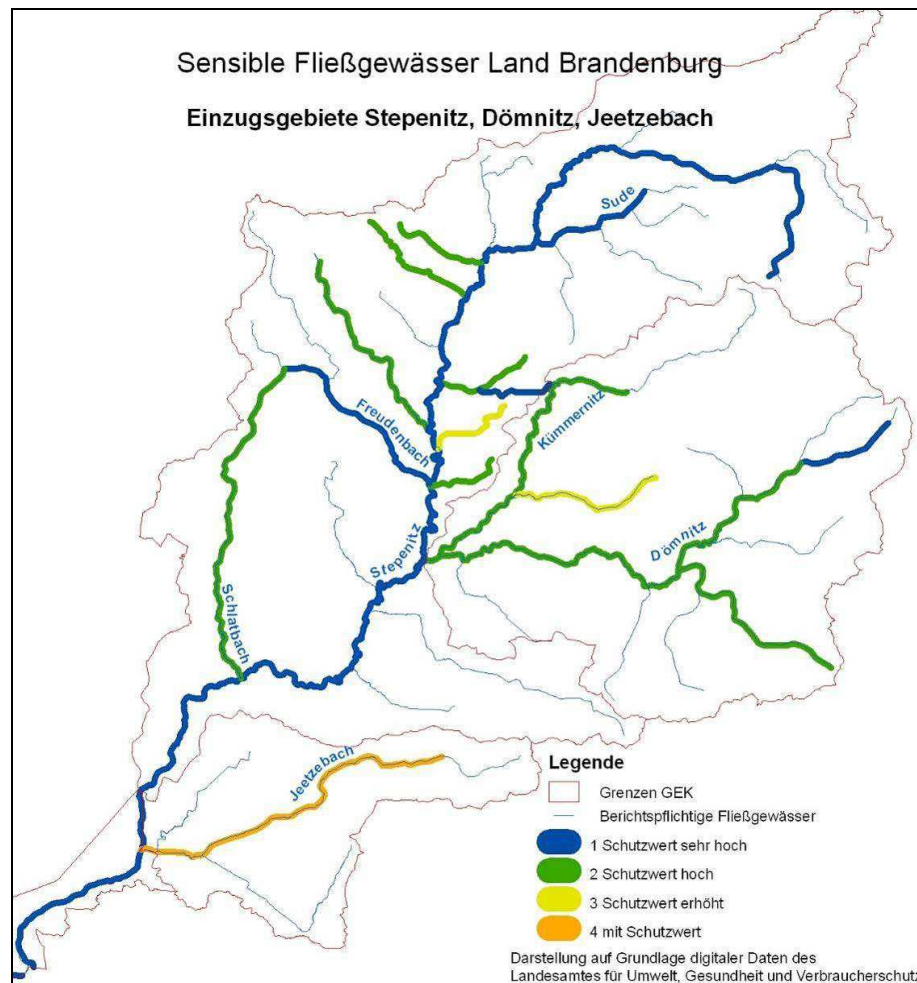 Sensible Fließgewässer Land Brandenburg
Einzugsgebiete Stepenitz, Dömnitz, Jeetzebach
Sude
Freudenbach
Kümmernitz
Stepenitz
Dömnitz
Schlatbach
Jeetzebach
Legende
Grenzen GEK
Berichtspflichtige Fließgewässer
1 Schutzwert sehr hoch
2 Schutzwert hoch
3 Schutzwert erhöht
4 mit Schutzwert
Darstellung auf Grundlage digitaler Daten des
Landesamtes für Umwelt, Gesundheit und Verbraucherschutz